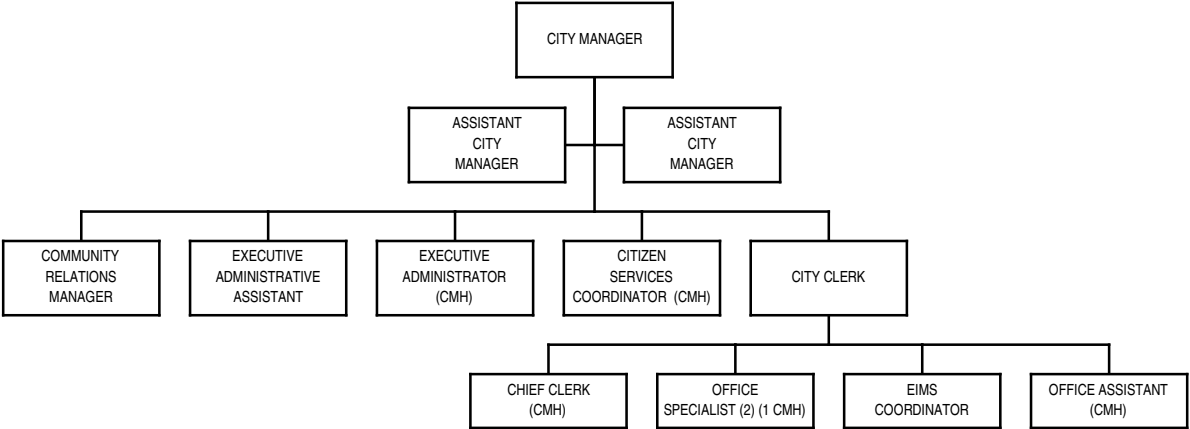 CITY MANAGER
ASSISTANT
CITY
MANAGER
ASSISTANT
CITY
MANAGER
COMMUNITY
RELATIONS
MANAGER
EXECUTIVE
ADMINISTRATIVE
ASSISTANT
EXECUTIVE
ADMINISTRATOR
(CMH)
CITIZEN
SERVICES
COORDINATOR (CMH)
CITY CLERK
CHIEF CLERK
(CMH)
OFFICE
SPECIALIST (2) (1 CMH)
EIMS
COORDINATOR
OFFICE ASSISTANT
(CMH)